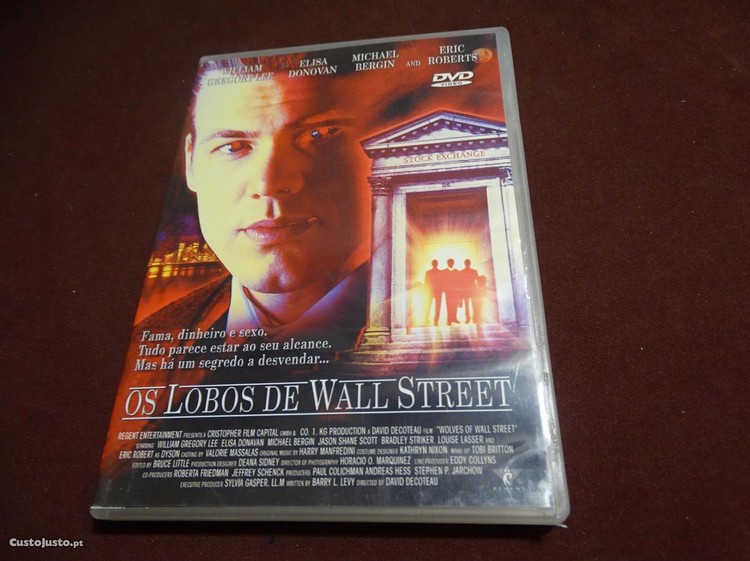 WILLIAM GREGORY LEE
ELISA DONOVAN
MICHAEL BERGIN
AND
ERIC ROBERTS
DVD
VIDEO
STOCK EXCHANGE
Fama, dinheiro e sexo.
Tudo parece estar ao seu alcance.
Mas há um segredo a desvendar...
OS LOBOS DE WALL STREET
REGENT ENTERTAINMENT PRESENTS A CRISTOPHER FILM CAPITAL GMBH & CO. 1. KG PRODUCTION A DAVID DECOTEAU FILM "WOLVES OF WALL STREET"
STARRING WILLIAM GREGORY LEE ELISA DONAVAN MICHAEL BERGIN JASON SHANE SCOTT BRADLEY STRIKER LOUISE LASSER AND
ERIC ROBERT AS DYSON CASTING BY VALORIE MASSALAS ORIGINAL MUSIC BY HARRY MANFREDINI COSTUME DESIGNER KATHRYN NIXON MAKE UP TOBI BRITTON
EDITED BY BRUCE LITTLE PRODUCTION DESIGNER DEANA SIDNEY DIRECTOR OF PHOTOGRAPHY HORACIO O. MARQUINEZ LINE PRODUCERS EDDY COLLYNS
CO-PRODUCERS ROBERTA FRIEDMAN JEFFREY SCHENCK PRODUCERS PAUL COLICHMAN ANDREAS HESS STEPHEN P. JARCHOW
EXECUTIVE PRODUCER SYLVIA GASPER, LL.M WRITTEN BY BARRY L. LEVY DIRECTED BY DAVID DECOTEAU
CustoJusto.pt